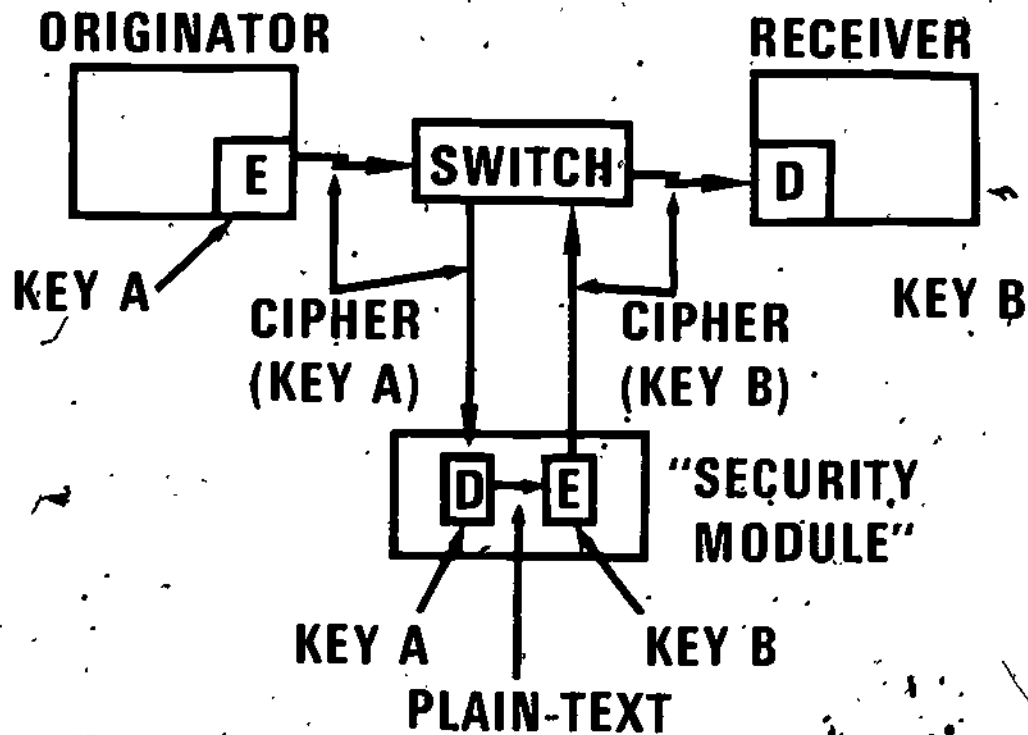 ORIGINATOR
RECEIVER
E
SWITCH
D
KEY A
CIPHER
(KEY A)
CIPHER
(KEY B)
KEY B
D
E
"SECURITY
MODULE"
KEY A
KEY B
PLAIN-TEXT